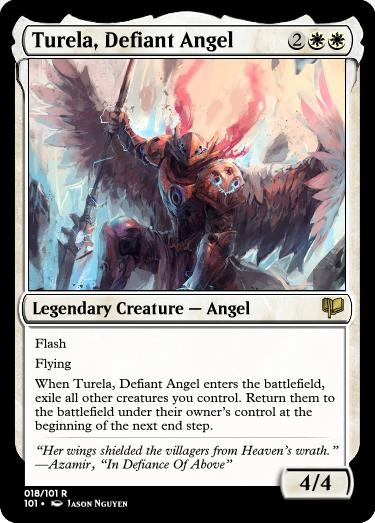 Turela, Defiant Angel 2
Legendary Creature — Angel
Flash
Flying
When Turela, Defiant Angel enters the battlefield,
exile all other creatures you control. Return them to
the battlefield under their owner's control at the
beginning of the next end step.
“Her wings shielded the villagers from Heaven's wrath.”
—Azamir, “In Defiance Of Above”
4/4
018/101 R
101 • Jason Nguyen